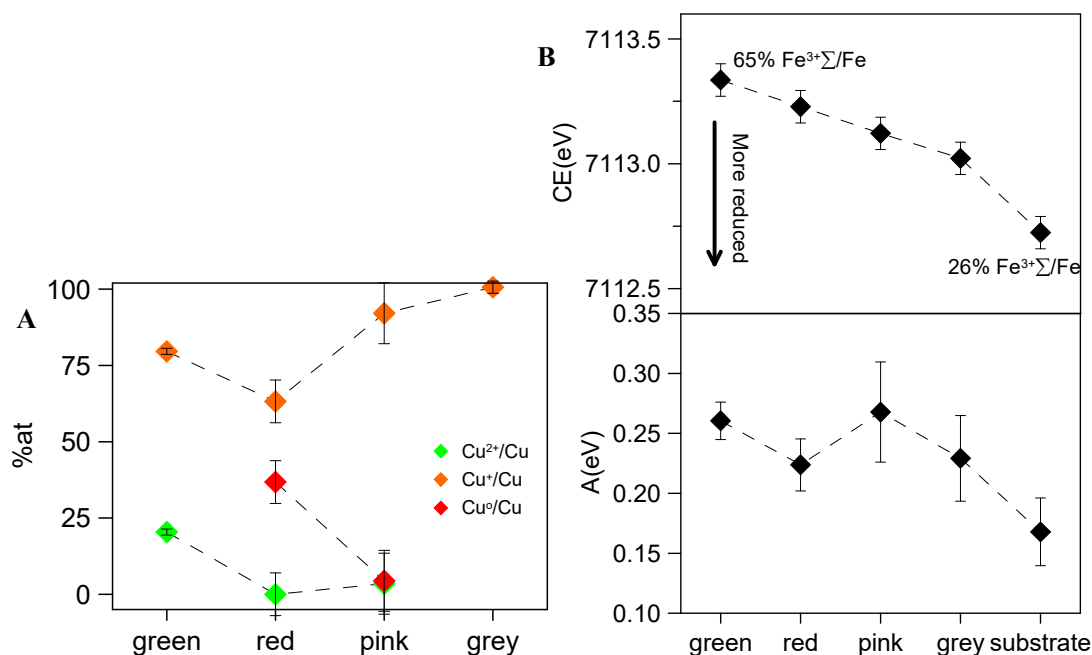 A
%at
100
75
50
25
0
Cu²⁺/Cu
Cu⁺/Cu
Cu⁰/Cu
green red pink grey
B
CE(eV)
7113.5
7113.0
7112.5
65% Fe³⁺∑/Fe
More reduced
26% Fe³⁺∑/Fe
A(eV)
0.35
0.30
0.25
0.20
0.15
0.10
green red pink grey substrate